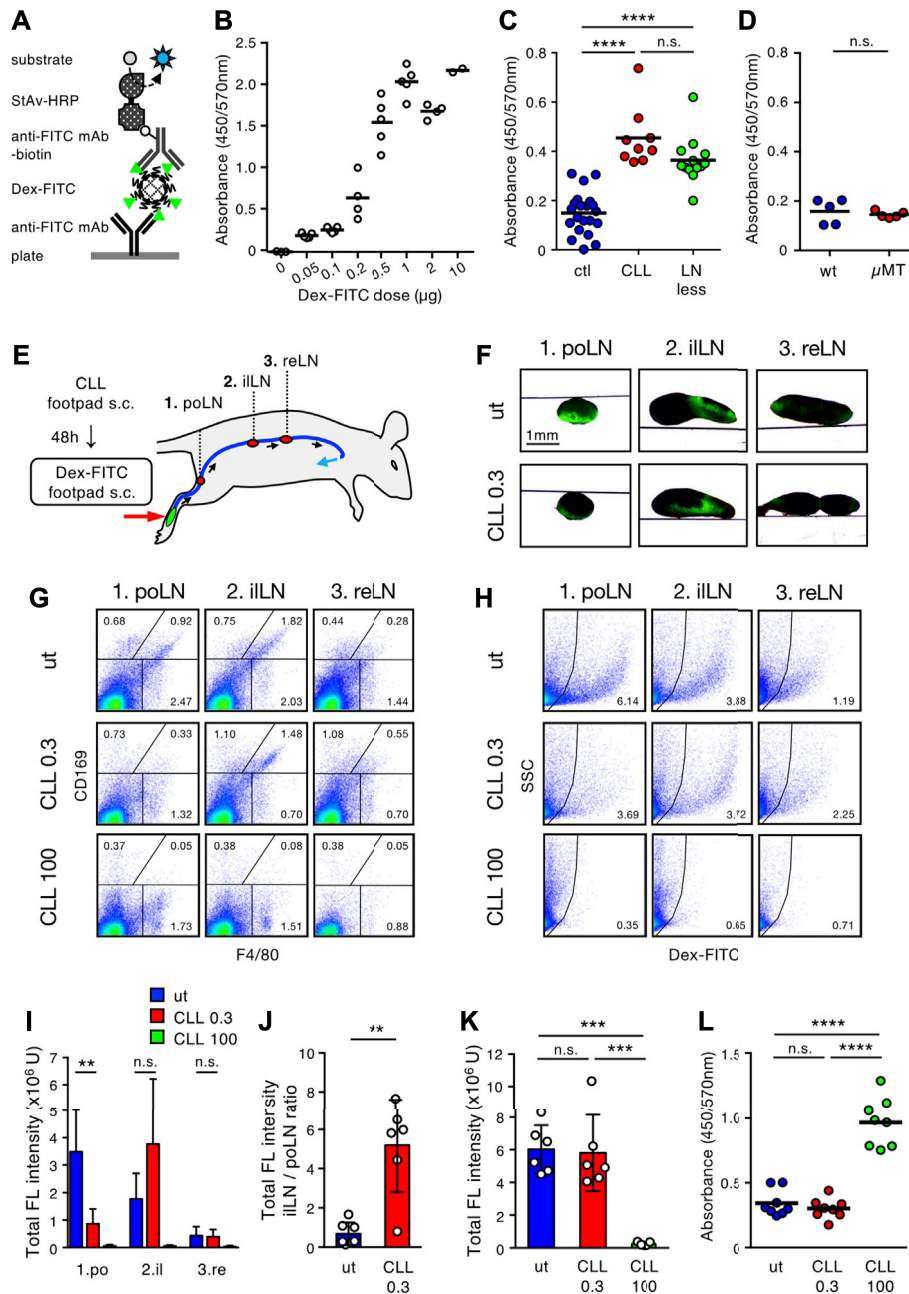 A
substrate
StAv-HRP
anti-FITC mAb
-biotin
Dex-FITC
anti-FITC mAb
plate
B
Absorbance (450/570nm)
2.5
2.0
1.5
1.0
0.5
0
0 0.05 0.1 0.2 0.5 1 2 10
Dex-FITC dose (µg)
C
****
**** n.s.
Absorbance (450/570nm)
0.8
0.6
0.4
0.2
0
ctl CLL LN
less
D
n.s.
Absorbance (450/570nm)
0.8
0.6
0.4
0.2
0
wt µMT
E
CLL
footpad s.c.
48h ↓
Dex-FITC
footpad s.c.
1. poLN
2. ilLN
3. reLN
F
1. poLN 2. ilLN 3. reLN
ut
1mm
CLL 0.3
G
1. poLN 2. ilLN 3. reLN
ut
0.68 0.92 0.75 1.82 0.44 0.28
2.47 2.03 1.44
CLL 0.3
0.73 0.33 1.10 1.48 1.08 0.55
1.32 0.70 0.70
CLL 100
0.37 0.05 0.38 0.08 0.38 0.05
1.73 1.51 0.88
CD169
F4/80
H
1. poLN 2. ilLN 3. reLN
ut
6.14 3.88 1.19
CLL 0.3
3.69 3.72 2.25
CLL 100
0.35 0.65 0.71
SSC
Dex-FITC
I
ut
CLL 0.3
CLL 100
Total FL intensity (x10⁶ U)
7
6
5
4
3
2
1
0
** n.s. n.s.
1.po 2.il 3.re
J
**
Total FL intensity
ilLN / poLN ratio
10
8
6
4
2
0
ut CLL
0.3
K
***
n.s. ***
Total FL intensity (x10⁶ U)
12
10
8
6
4
2
0
ut CLL
0.3 CLL
100
L
****
n.s. ****
Absorbance (450/570nm)
1.5
1.0
0.5
0
ut CLL
0.3 CLL
100